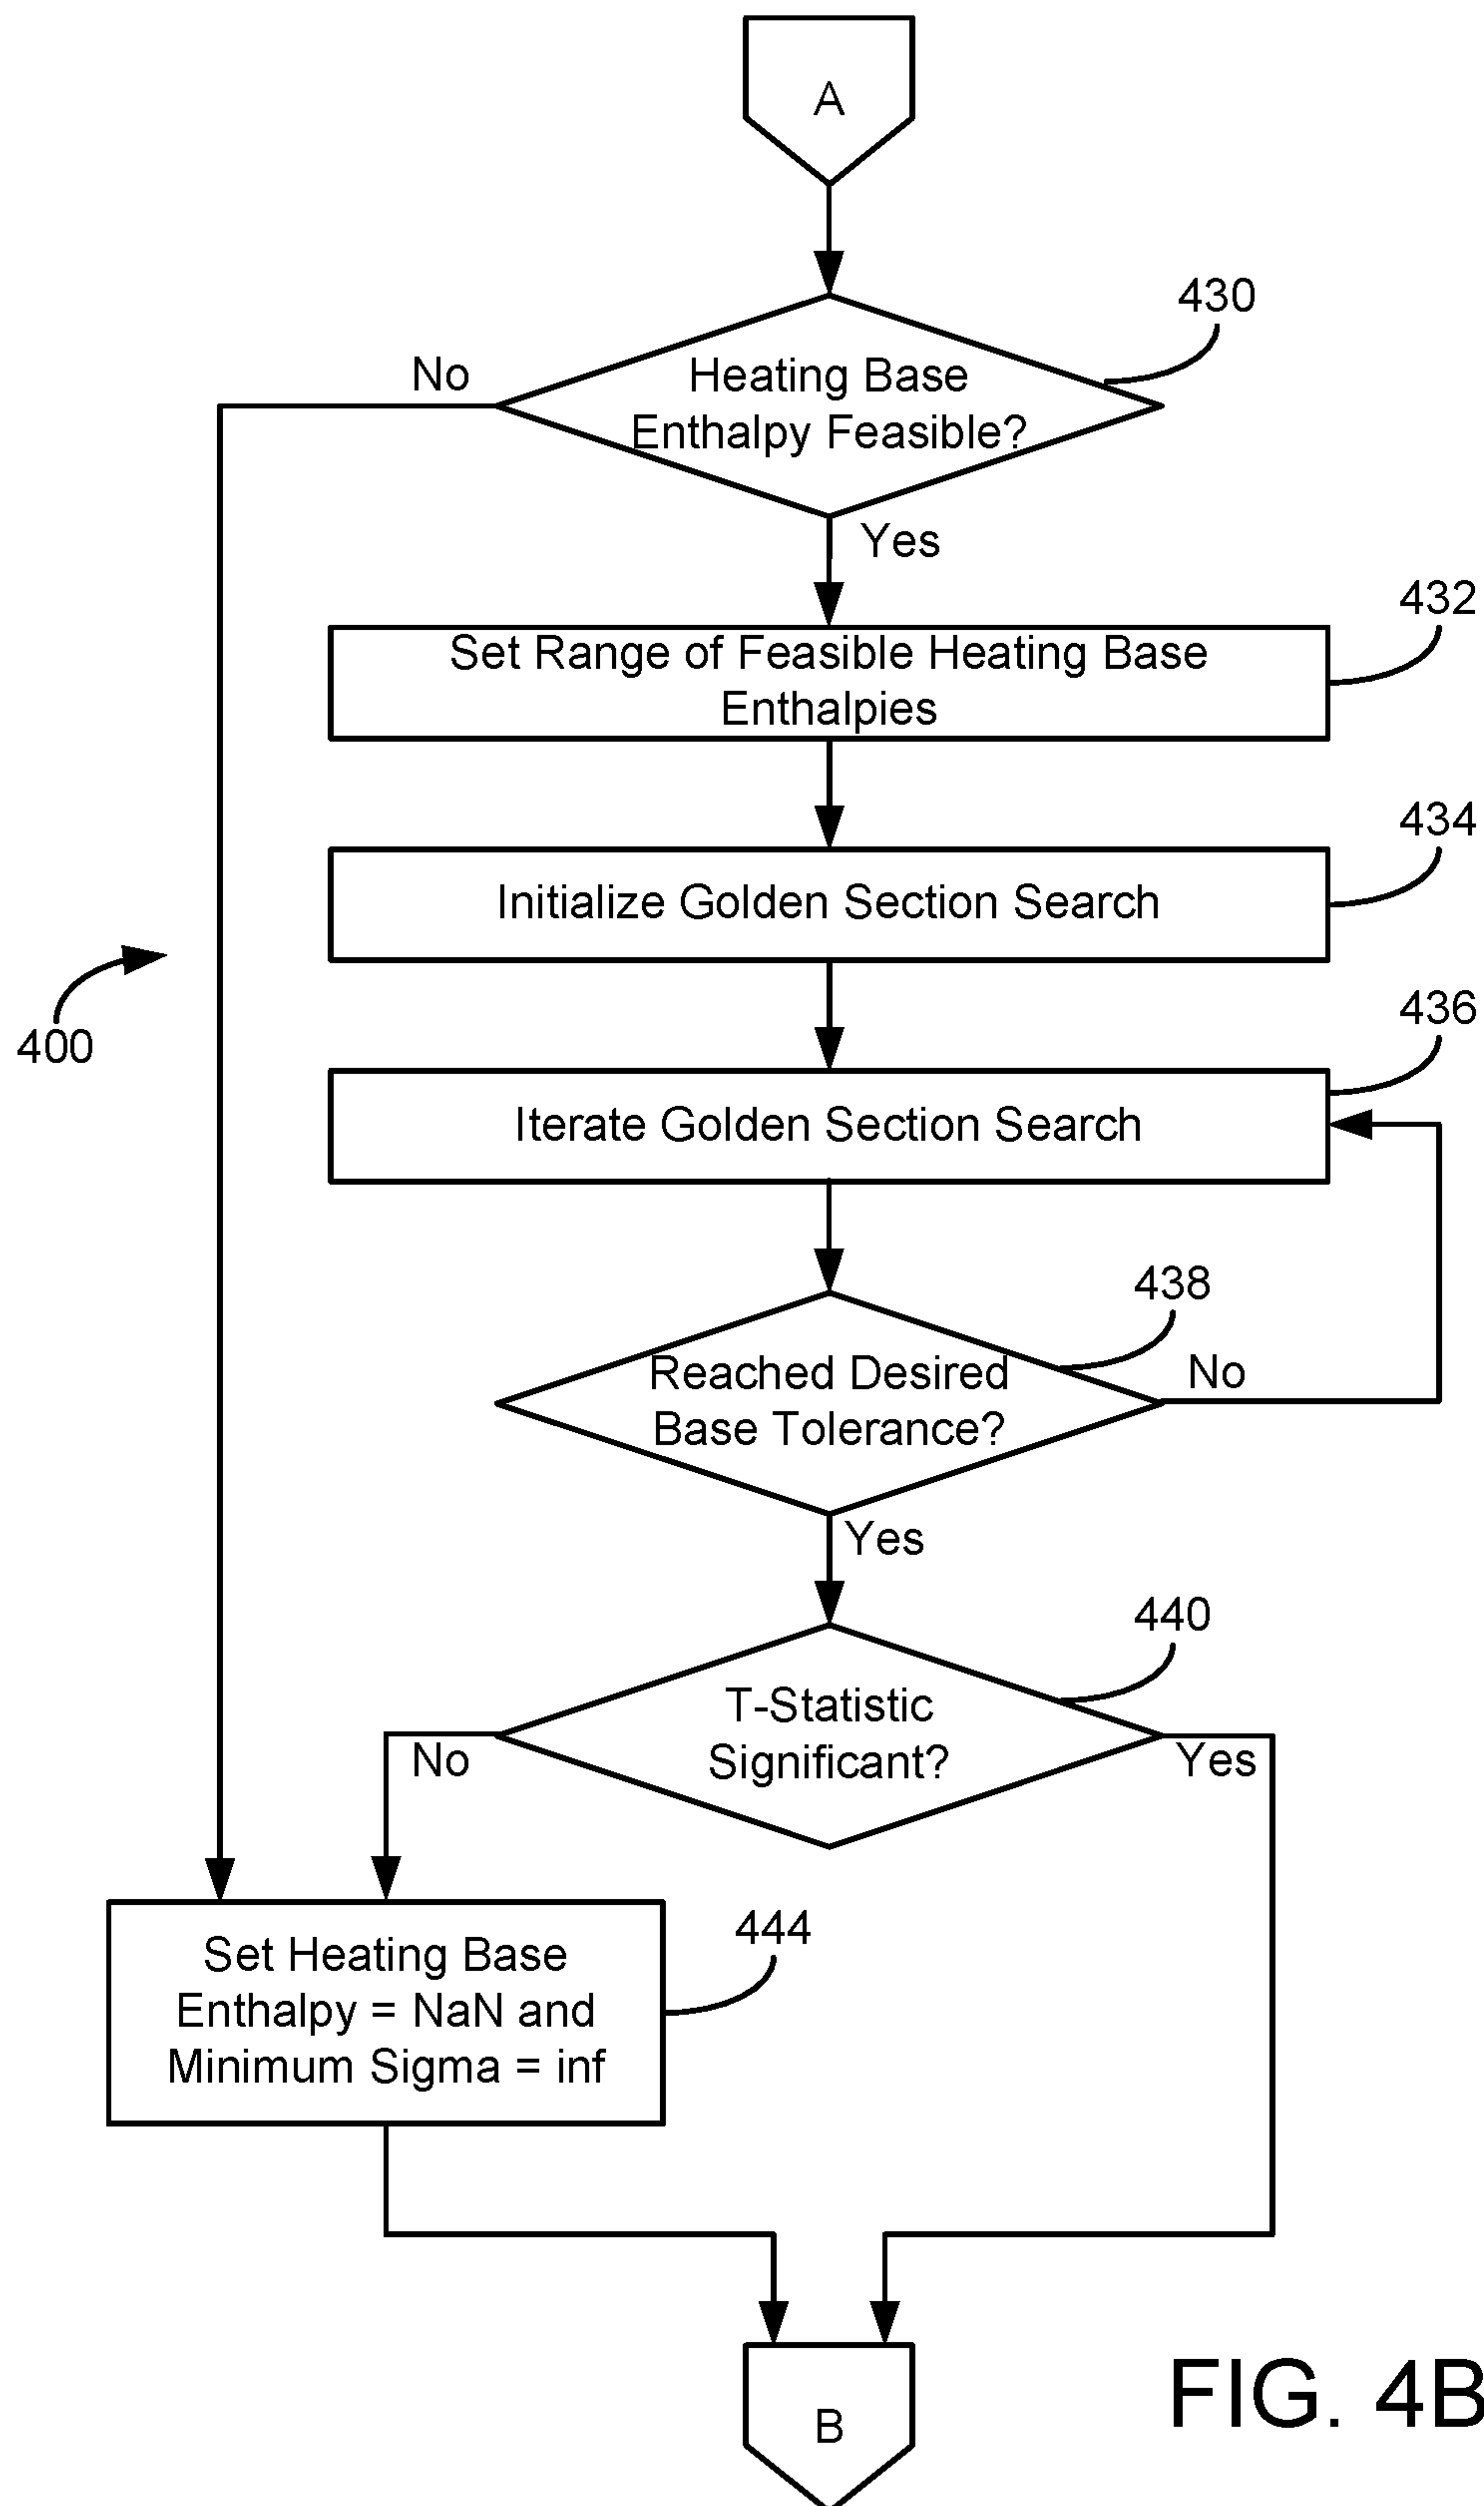 A
430
No
Heating Base
Enthalpy Feasible?
Yes
432
Set Range of Feasible Heating Base
Enthalpies
434
Initialize Golden Section Search
400
436
Iterate Golden Section Search
438
Reached Desired
Base Tolerance?
No
Yes
440
T-Statistic
Significant?
No
Yes
444
Set Heating Base
Enthalpy = NaN and
Minimum Sigma = inf
B
FIG. 4B